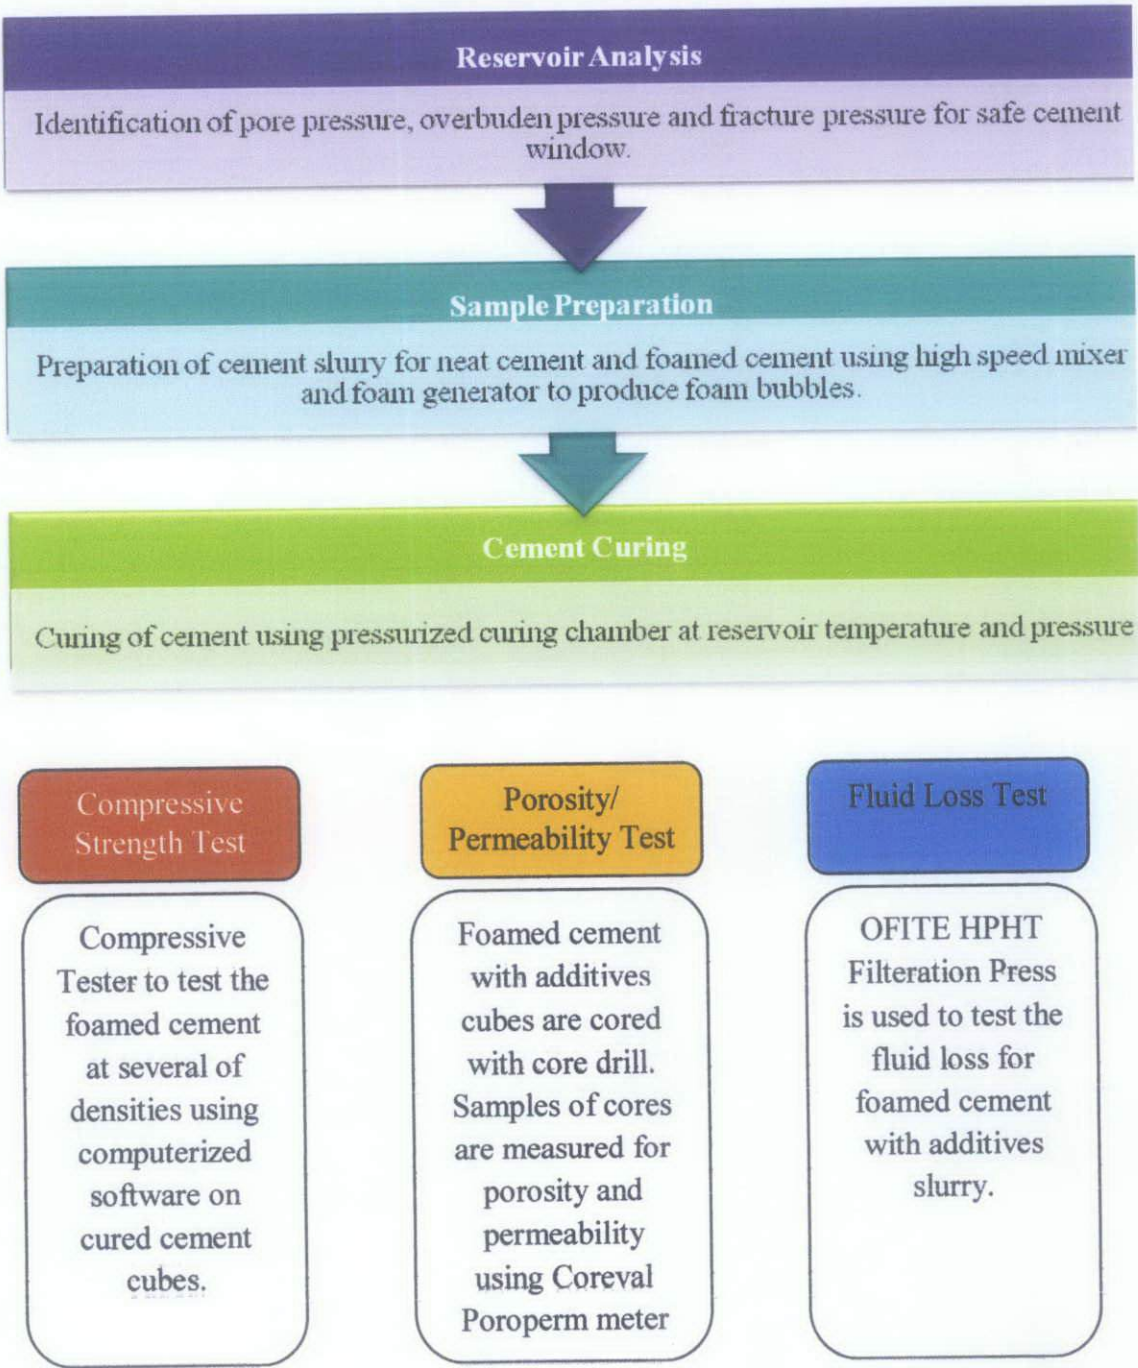 Reservoir Analysis
Identification of pore pressure, overbuden pressure and fracture pressure for safe cement
window.
Sample Preparation
Preparation of cement slurry for neat cement and foamed cement using high speed mixer
and foam generator to produce foam bubbles.
Cement Curing
Curing of cement using pressurized curing chamber at reservoir temperature and pressure
Compressive
Strength Test
Compressive
Tester to test the
foamed cement
at several of
densities using
computerized
software on
cured cement
cubes.
Porosity/
Permeability Test
Foamed cement
with additives
cubes are cored
with core drill.
Samples of cores
are measured for
porosity and
permeability
using Coreval
Poroperm meter
Fluid Loss Test
OFITE HPHT
Filteration Press
is used to test the
fluid loss for
foamed cement
with additives
slurry.